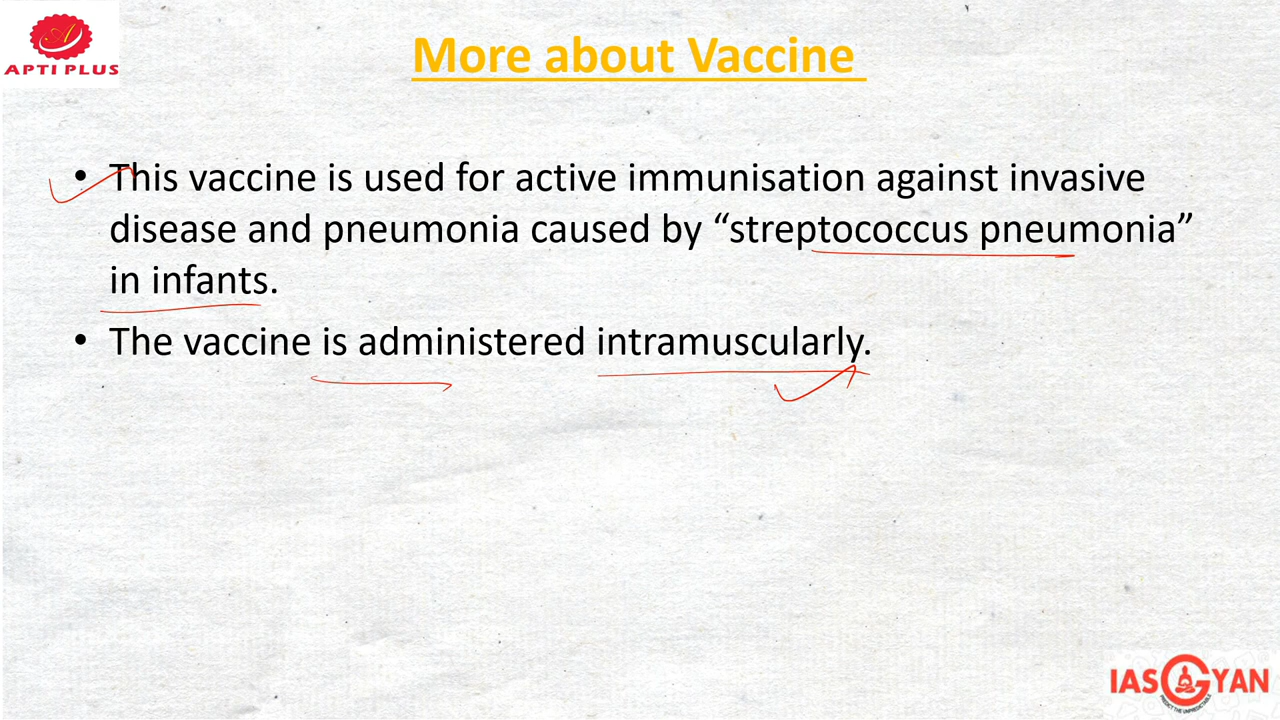 APTI PLUS
More about Vaccine
• This vaccine is used for active immunisation against invasive
disease and pneumonia caused by “streptococcus pneumonia”
in infants.
• The vaccine is administered intramuscularly.
IASGYAN